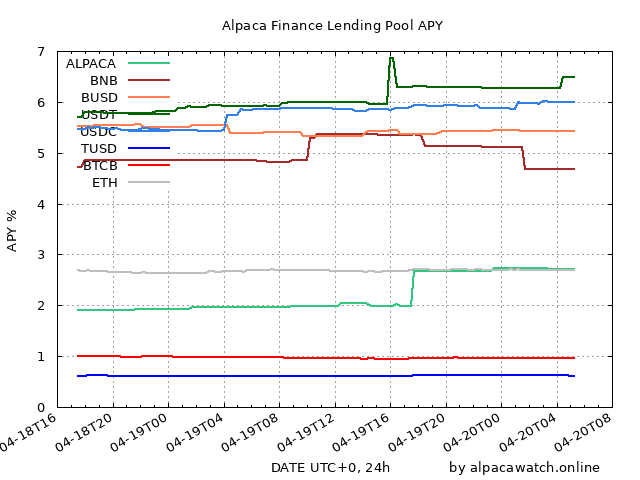 Alpaca Finance Lending Pool APY
7
6
5
4
3
2
1
0
APY %
ALPACA
BNB
BUSD
USDT
USDC
TUSD
BTCB
ETH
04-18T16
04-18T20
04-19T00
04-19T04
04-19T08
04-19T12
04-19T16
04-19T20
04-20T00
04-20T04
04-20T08
DATE UTC+0, 24h
by alpacawatch.online